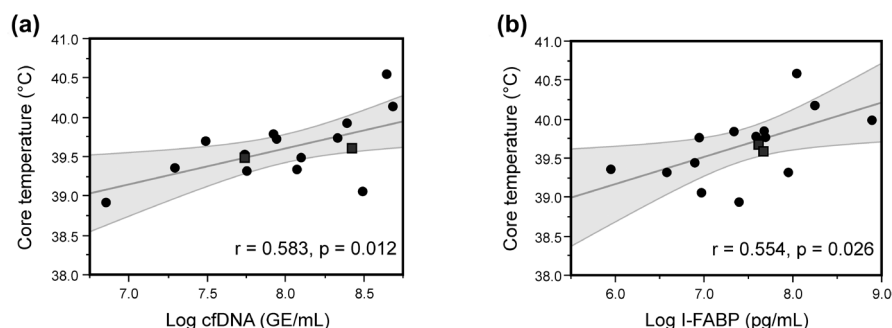 (a)
41.0
40.5
40.0
39.5
39.0
38.5
38.0
Core temperature (°C)
r = 0.583, p = 0.012
7.0 7.5 8.0 8.5
Log cfDNA (GE/mL)
(b)
41.0
40.5
40.0
39.5
39.0
38.5
38.0
Core temperature (°C)
r = 0.554, p = 0.026
6.0 7.0 8.0 9.0
Log I-FABP (pg/mL)